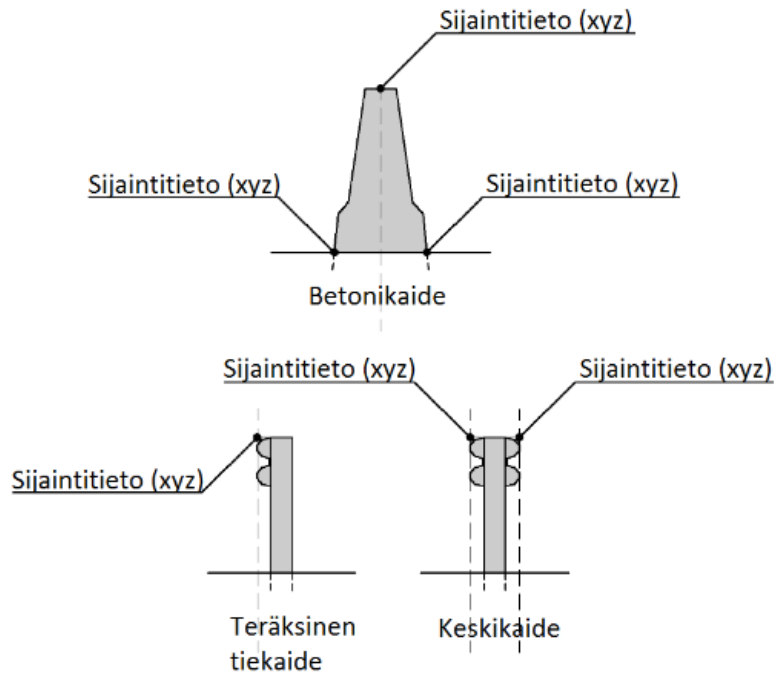 Sijaintitieto (xyz)
Sijaintitieto (xyz)
Sijaintitieto (xyz)
Betonikaide
Sijaintitieto (xyz)
Sijaintitieto (xyz)
Sijaintitieto (xyz)
Teräksinen
tiekaide
Keskikaide